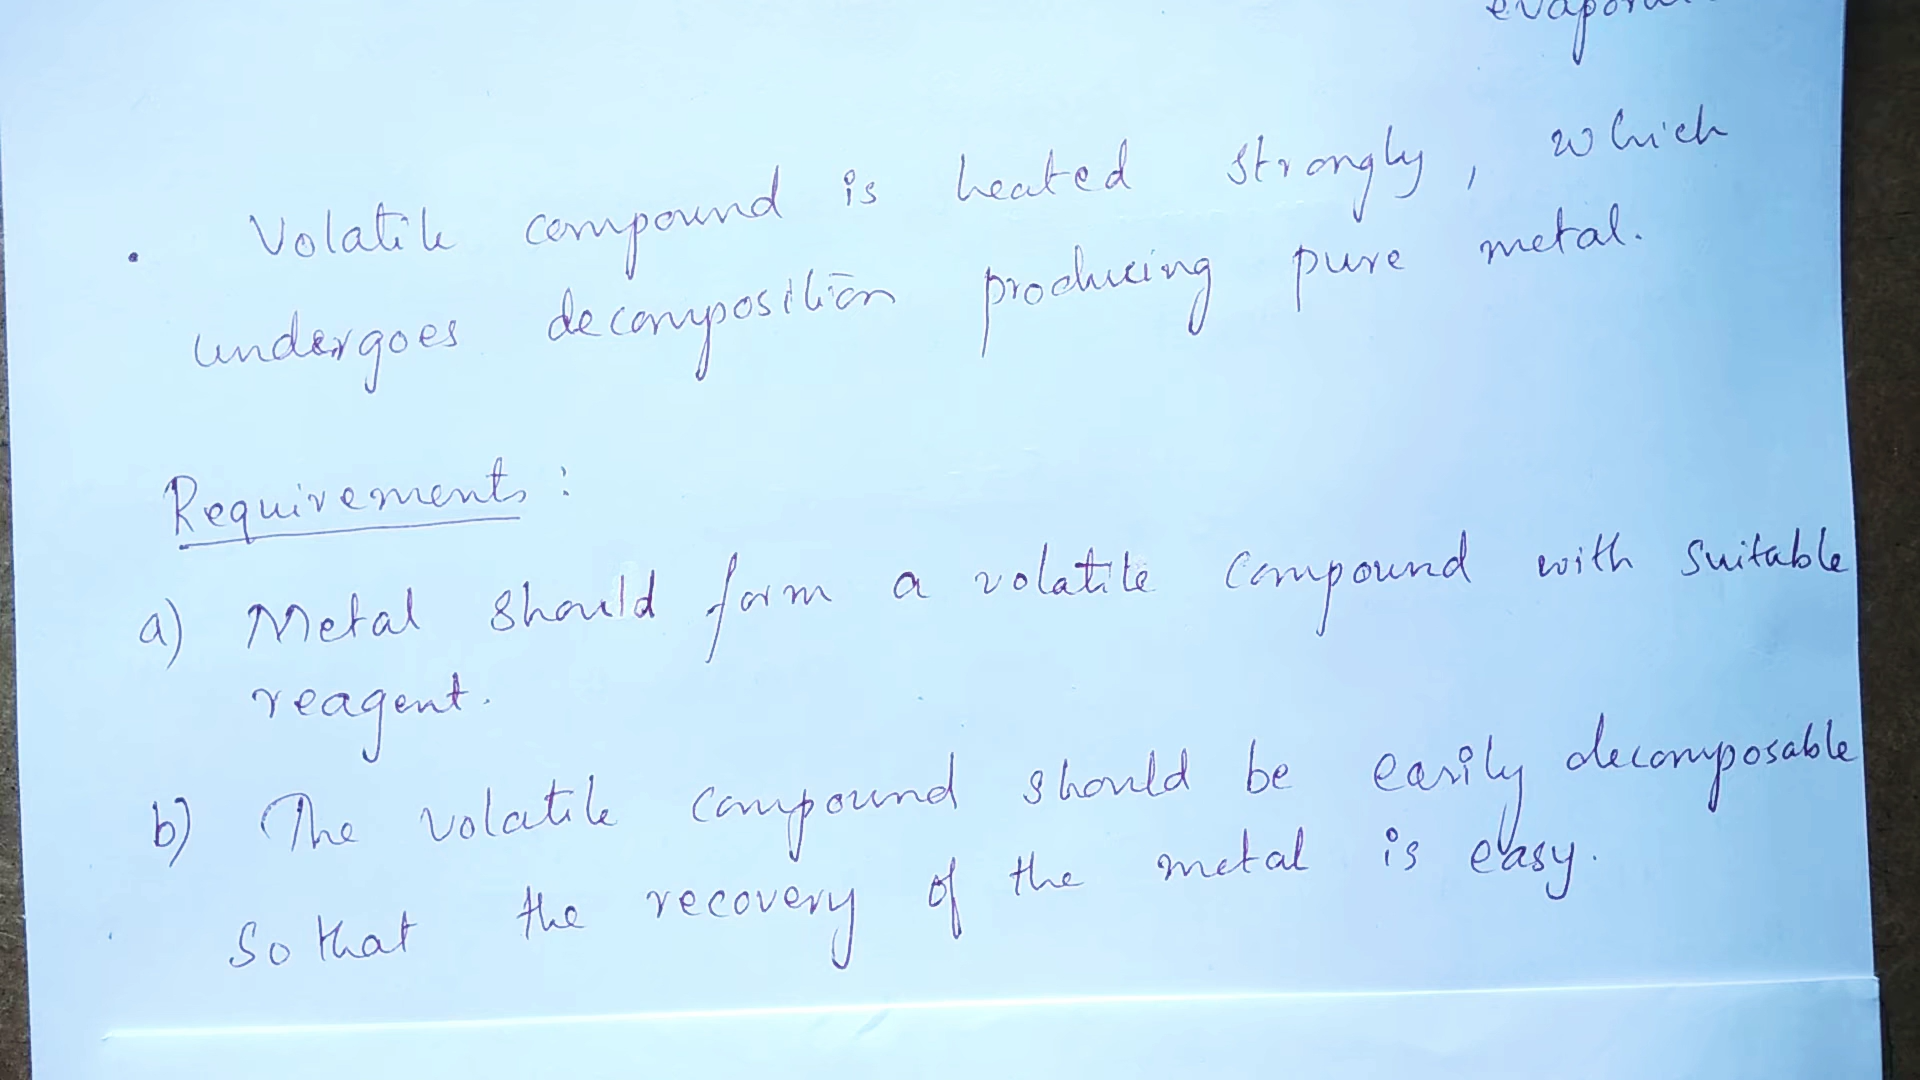 Volatile compound is heated strongly, which
undergoes decomposition producing pure metal.
Requirements:
a) Metal should form a volatile compound with suitable
reagent.
b) The volatile compound should be easily decomposable
So that the recovery of the metal is easy.